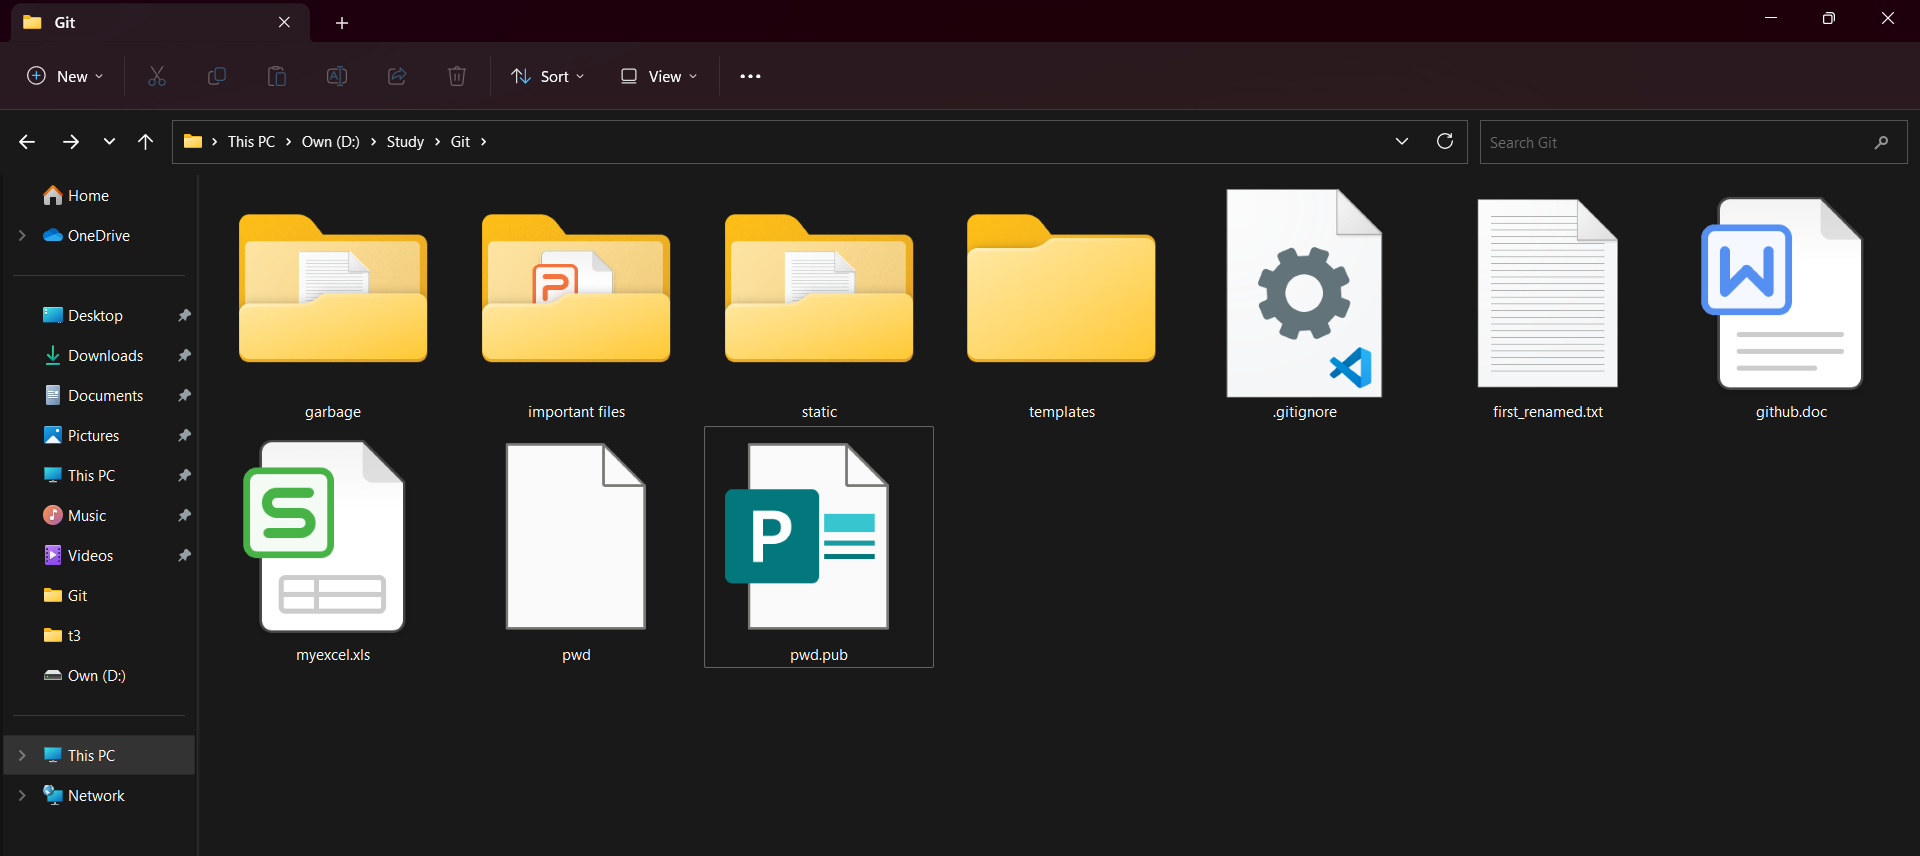 Git
New
Sort
View
This PC
Own (D:)
Study
Git
Search Git
Home
OneDrive
Desktop
Downloads
Documents
Pictures
This PC
Music
Videos
Git
t3
Own (D:)
This PC
Network
garbage
important files
static
templates
.gitignore
first_renamed.txt
github.doc
myexcel.xls
pwd
pwd.pub